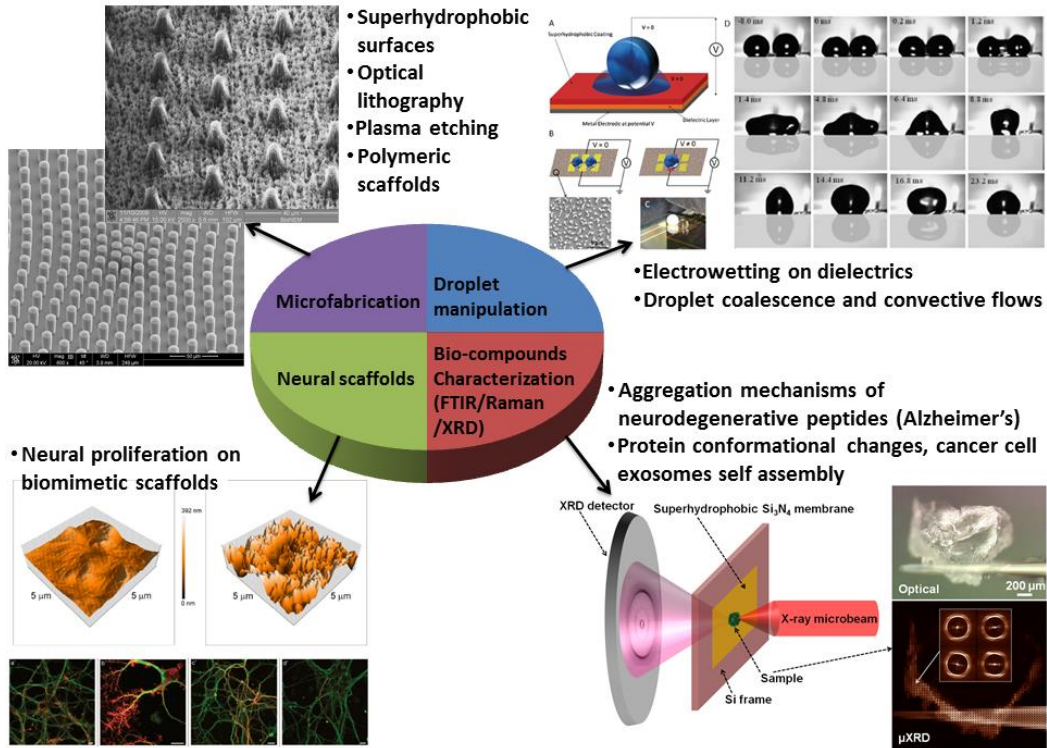 •Superhydrophobic
surfaces
•Optical
lithography
•Plasma etching
•Polymeric
scaffolds
A
Superhydrophobic Coating
V = 0
V
Dielectric Layer
Metal Electrode at potential V
B
V = 0
V
V ≠ 0
V
C
D
-8.0 ms
0 ms
0.2 ms
1.2 ms
1.4 ms
4.8 ms
6.4 ms
8.8 ms
11.2 ms
14.4 ms
16.8 ms
23.2 ms
Microfabrication
Droplet
manipulation
Neural scaffolds
Bio-compounds
Characterization
(FTIR/Raman
/XRD)
•Electrowetting on dielectrics
•Droplet coalescence and convective flows
•Aggregation mechanisms of
neurodegenerative peptides (Alzheimer's)
•Protein conformational changes, cancer cell
exosomes self assembly
•Neural proliferation on
biomimetic scaffolds
392 nm
0 nm
5 µm
5 µm
5 µm
5 µm
a
b
c
d
XRD detector
Superhydrophobic Si₃N₄ membrane
X-ray microbeam
Sample
Si frame
Optical
200 µm
µXRD